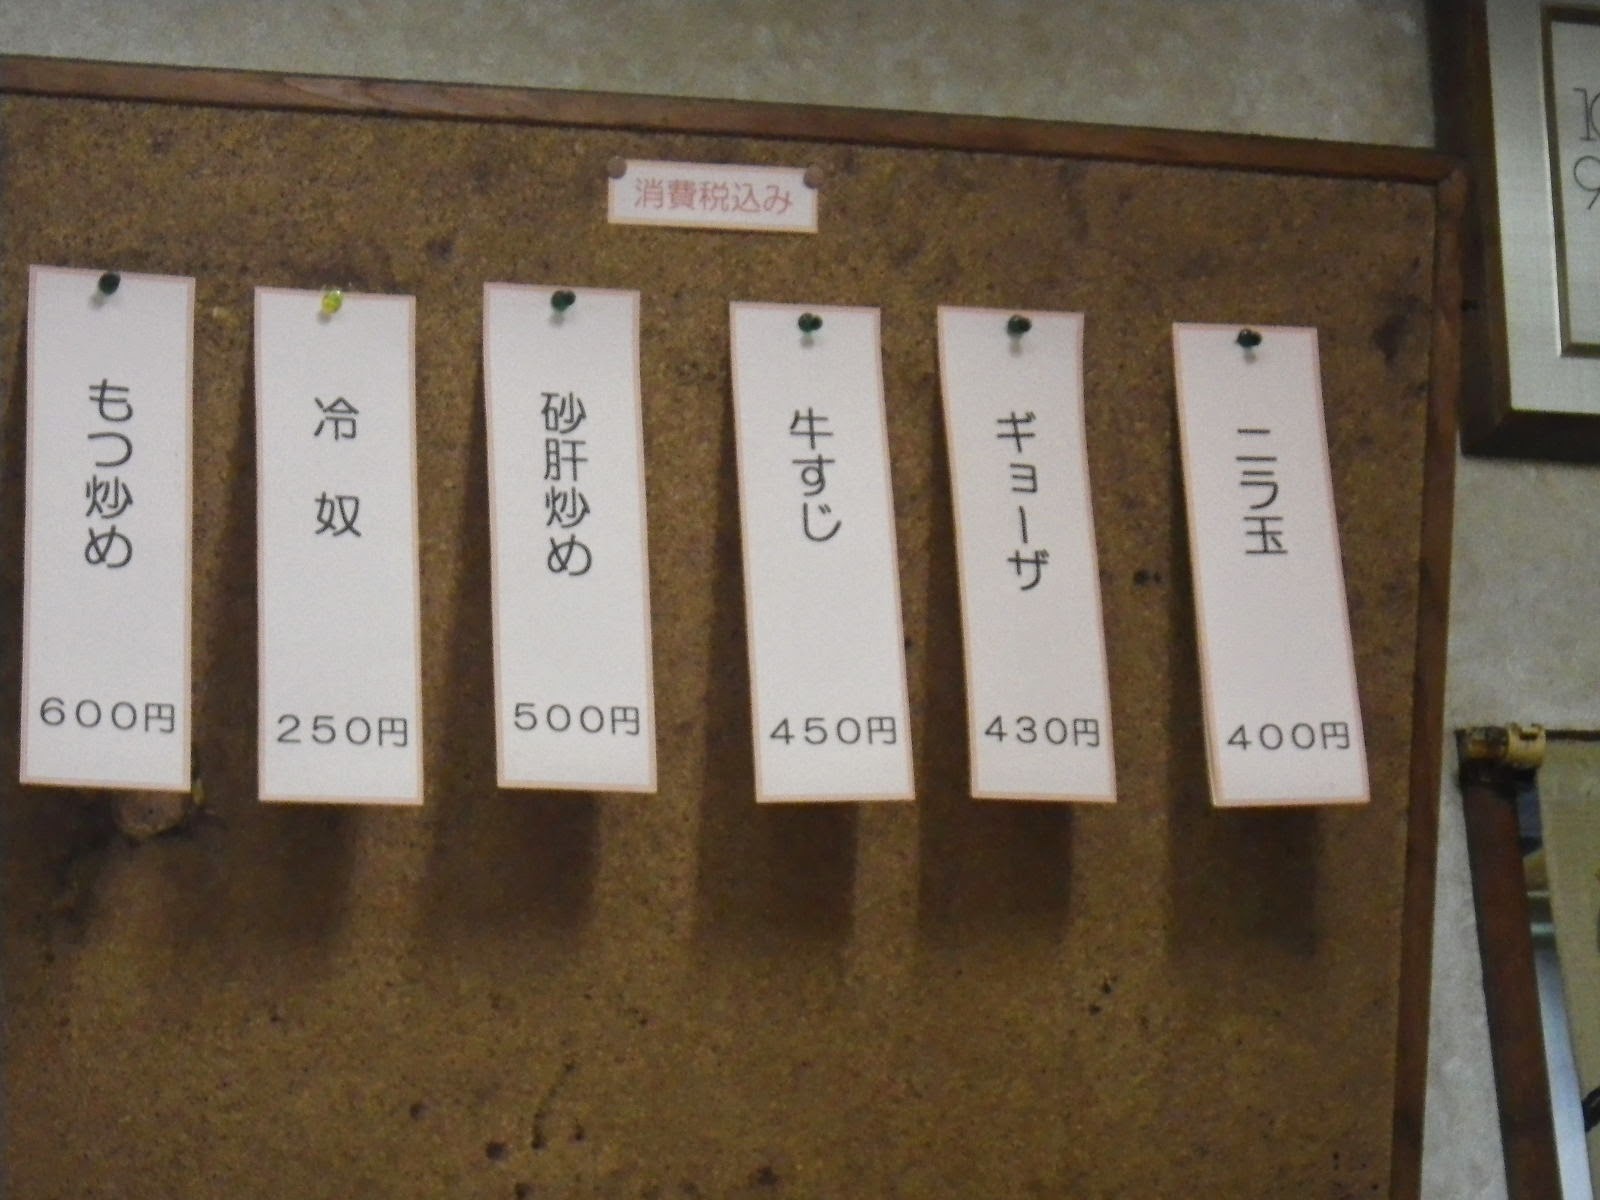 消費税込み
ニラ玉
400円
ギョーザ
430円
牛すじ
450円
砂肝炒め
500円
冷奴
250円
もつ炒め
600円
10
9